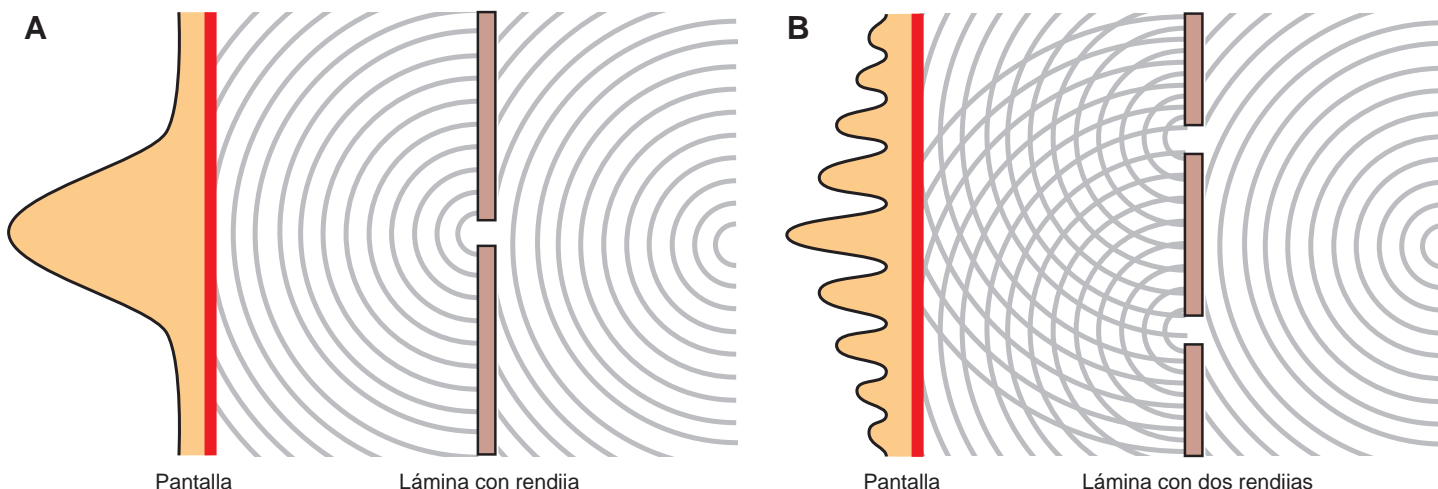 A
B
Pantalla
Lámina con rendiia
Pantalla
Lámina con dos rendiias